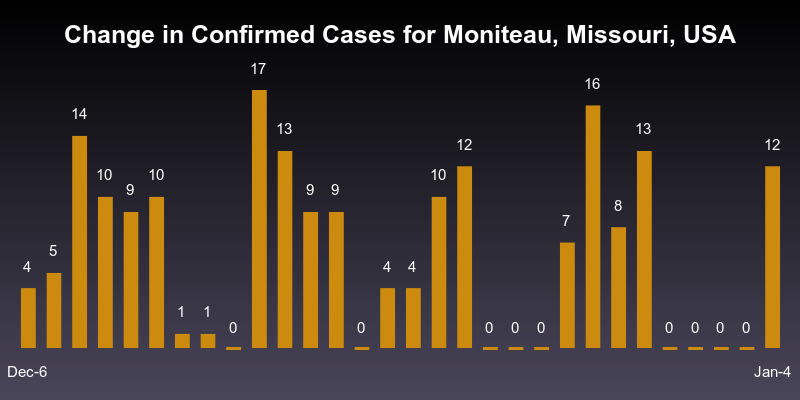 Change in Confirmed Cases for Moniteau, Missouri, USA
4 5 14 10 9 10 1 1 0 17 13 9 9 0 4 4 10 12 0 0 0 7 16 8 13 0 0 0 0 12
Dec-6 Jan-4